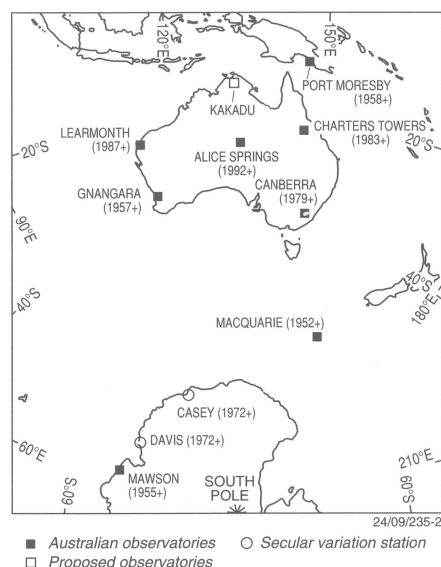 120°E
150°E
PORT MORESBY
(1958+)
KAKADU
LEARMONTH
(1987+)
CHARTERS TOWERS
(1983+)
20°S
20°S
ALICE SPRINGS
(1992+)
GNANGARA
(1957+)
CANBERRA
(1979+)
90°E
40°S
40°S
180°E
MACQUARIE (1952+)
CASEY (1972+)
DAVIS (1972+)
60°E
210°E
MAWSON
(1955+)
SOUTH
POLE
60°S
60°S
24/09/235-2
Australian observatories
Secular variation station
Proposed observatories